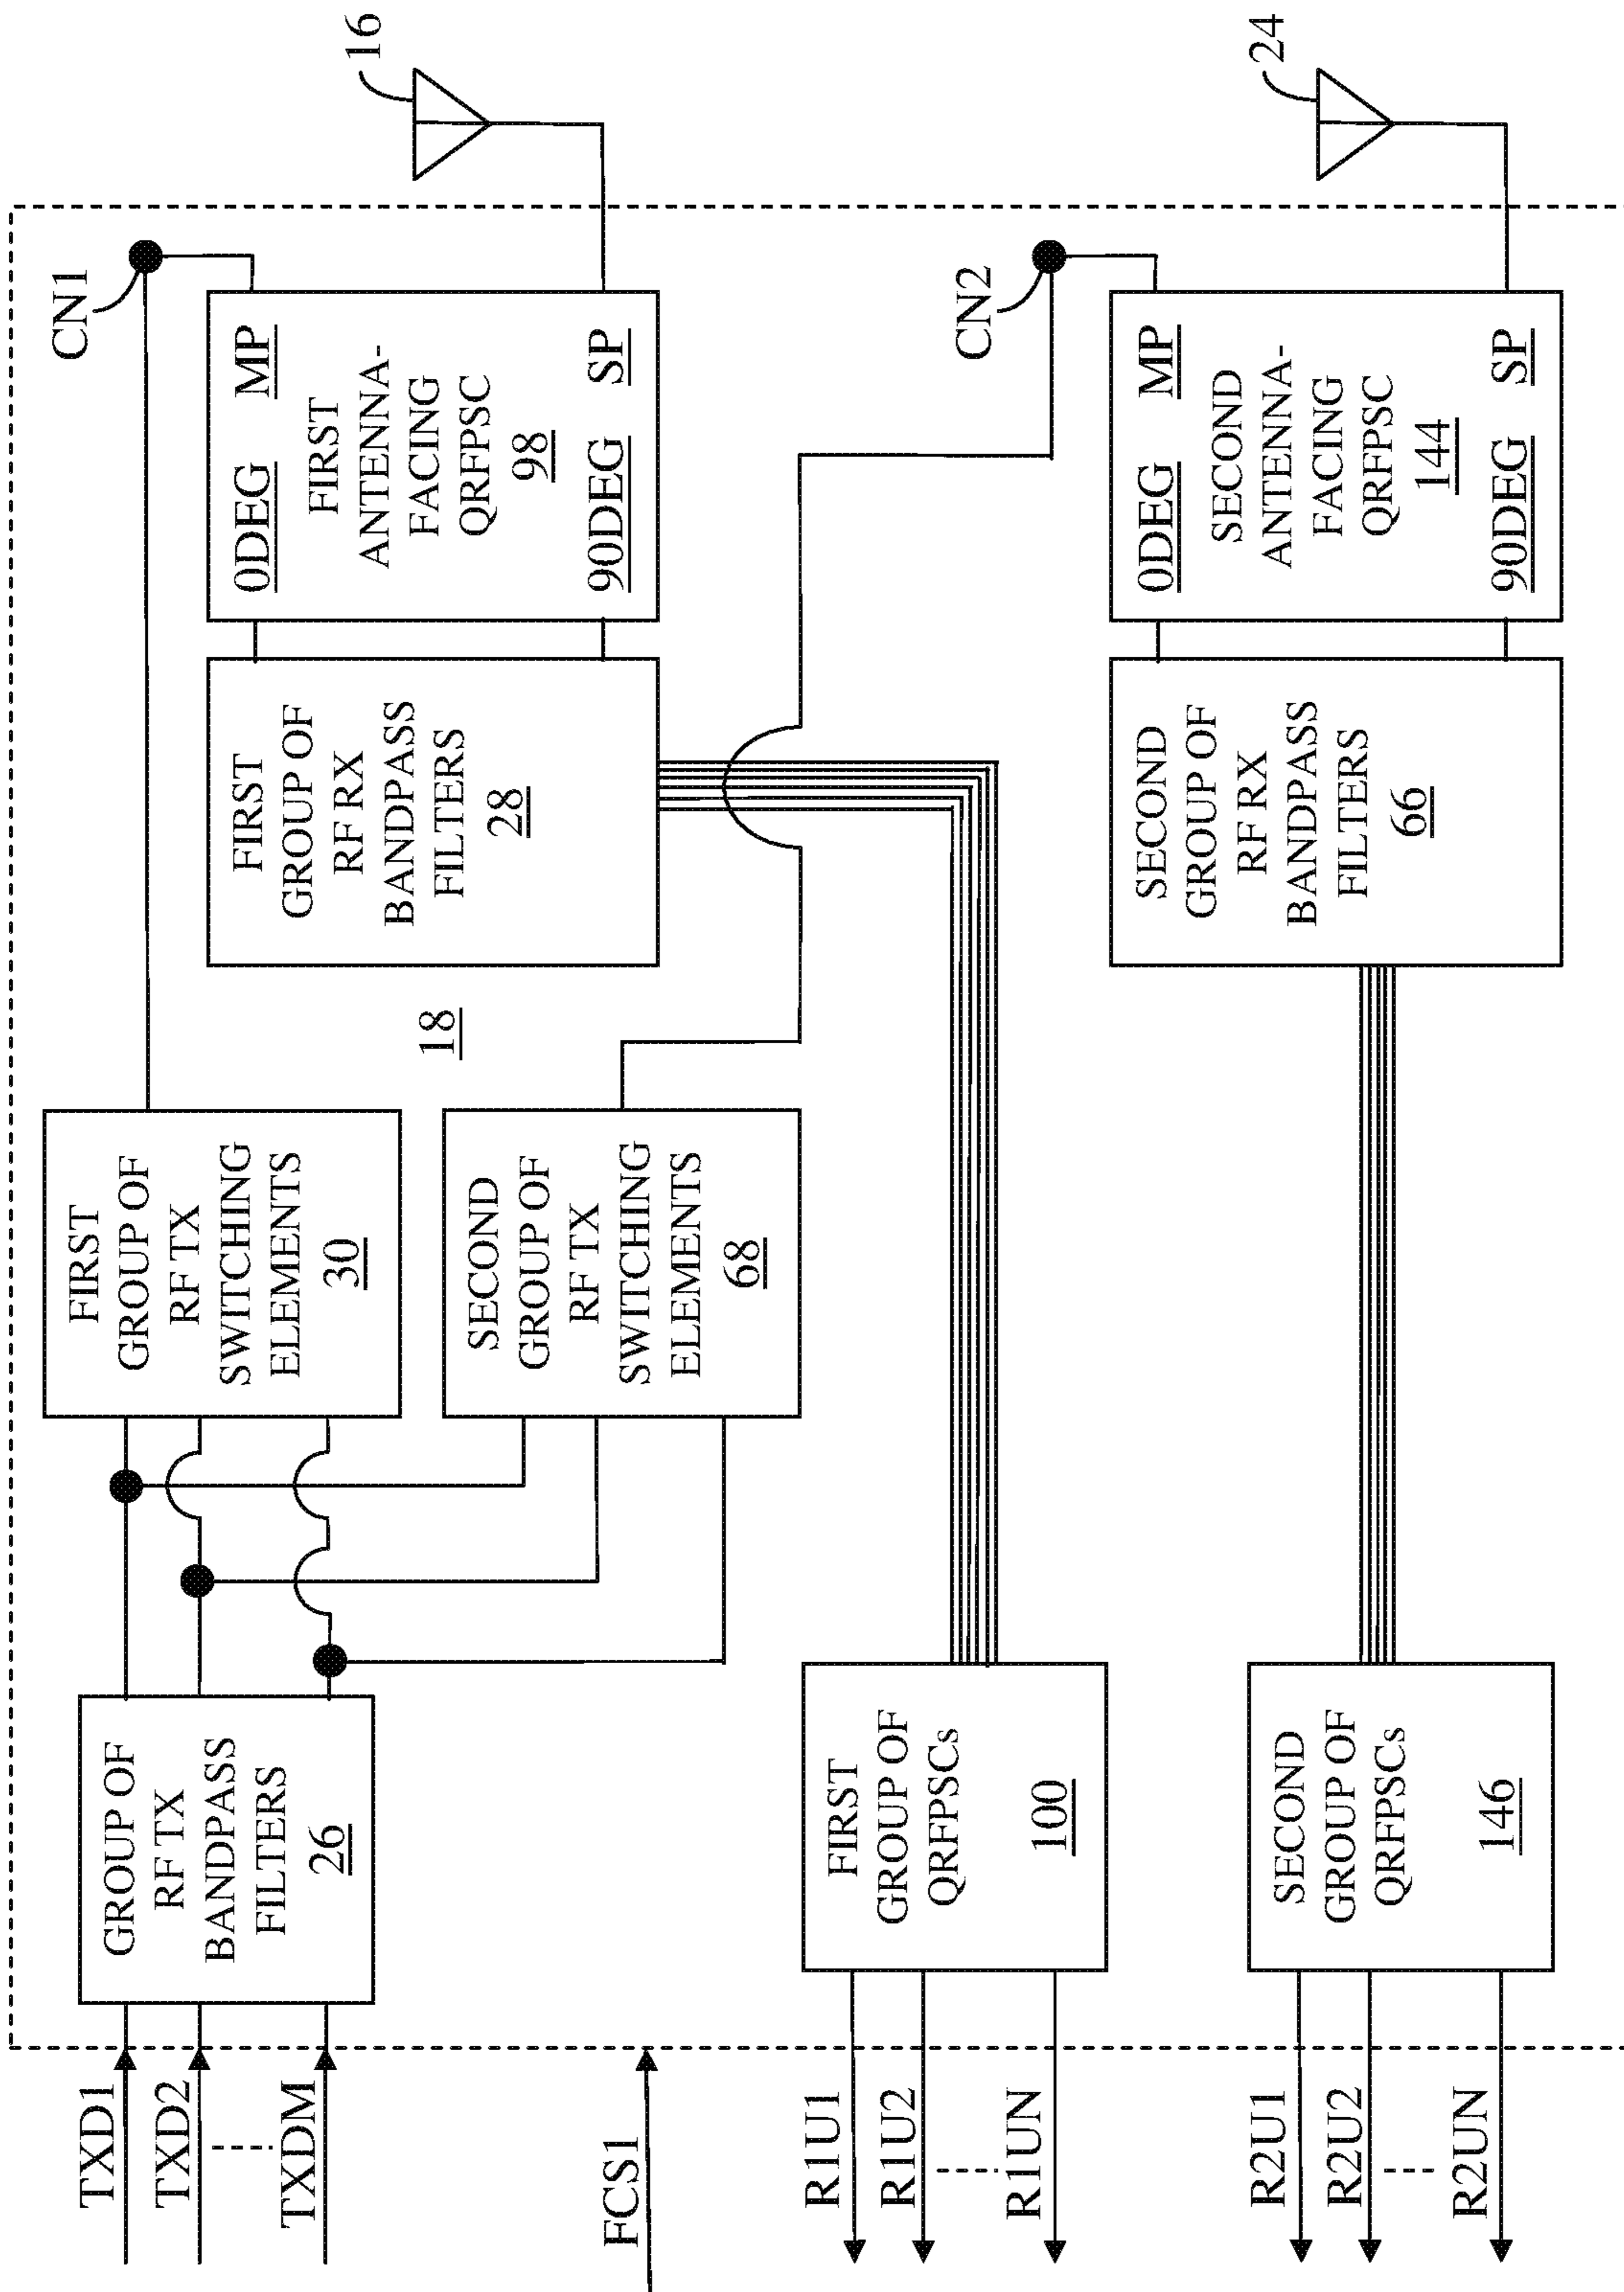 TXD1
TXD2
TXDM
FCS1
R1U1
R1U2
R1UN
R2U1
R2U2
R2UN
GROUP OF
RF TX
BANDPASS
FILTERS
26
FIRST
GROUP OF
RF TX
SWITCHING
ELEMENTS
30
SECOND
GROUP OF
RF TX
SWITCHING
ELEMENTS
68
18
FIRST
GROUP OF
RF RX
BANDPASS
FILTERS
28
0DEG MP
FIRST
ANTENNA-
FACING
QRFPSC
98
90DEG SP
CN1
16
FIRST
GROUP OF
QRFPSCs
100
SECOND
GROUP OF
QRFPSCs
146
SECOND
GROUP OF
RF RX
BANDPASS
FILTERS
66
0DEG MP
SECOND
ANTENNA-
FACING
QRFPSC
144
90DEG SP
CN2
24